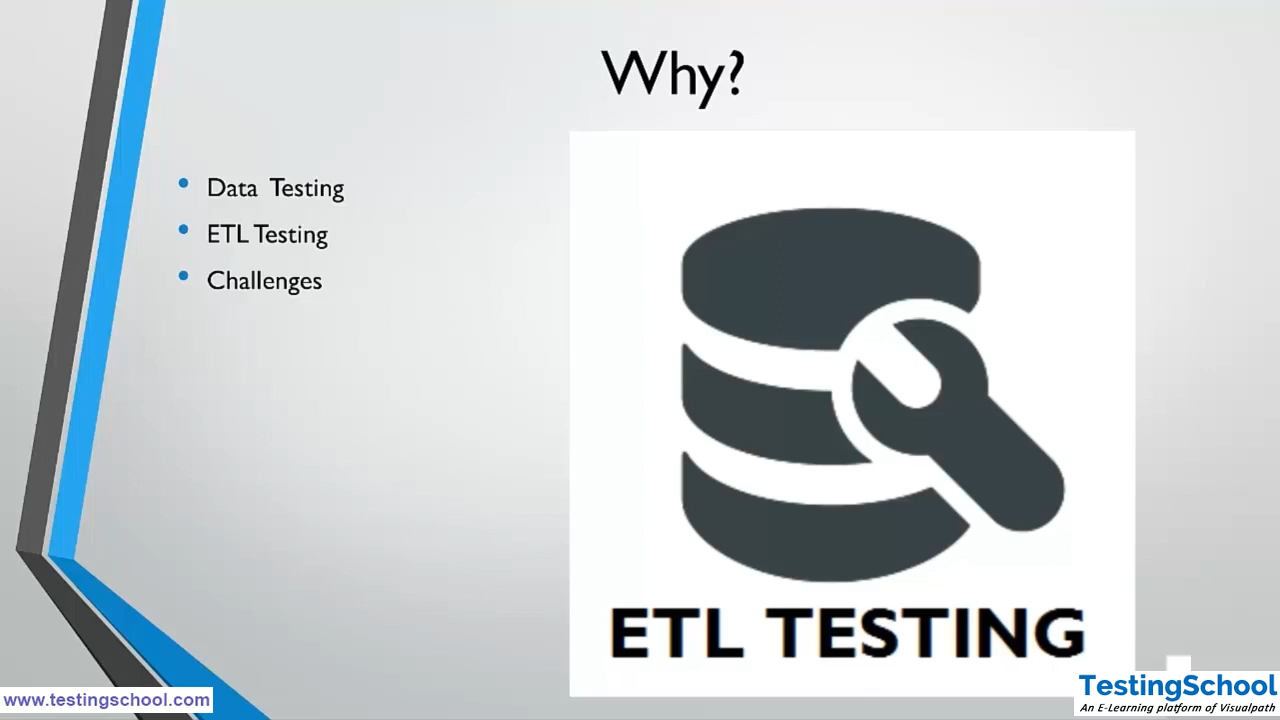 Why?
Data Testing
ETL Testing
Challenges
ETL TESTING
www.testingschool.com
TestingSchool
An E-Learning platform of Visualpath